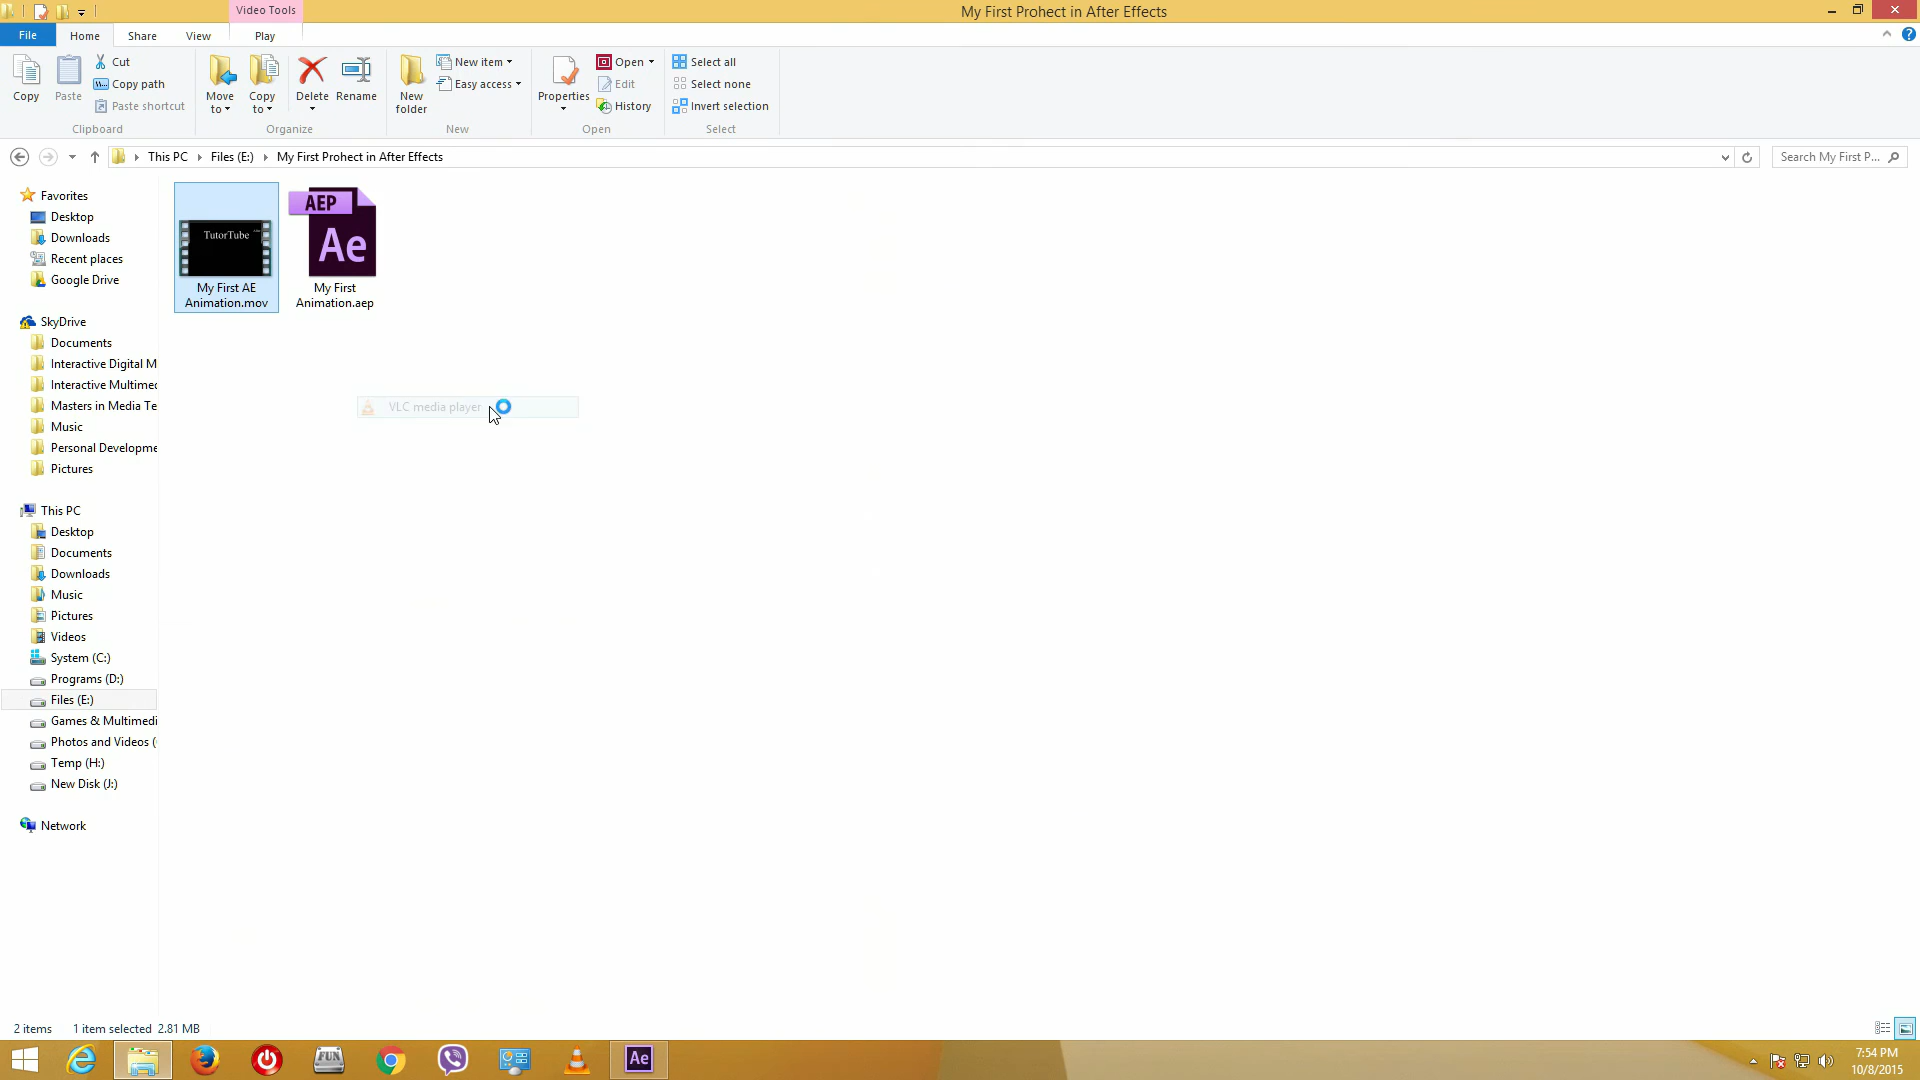 Video Tools
My First Prohect in After Effects
File
Home
Share
View
Play
Copy
Paste
Cut
Copy path
Paste shortcut
Clipboard
Move to
Copy to
Delete
Rename
Organize
New folder
New item
Easy access
New
Properties
Open
Edit
History
Open
Select all
Select none
Invert selection
Select
This PC
Files (E:)
My First Prohect in After Effects
Search My First P...
Favorites
Desktop
Downloads
Recent places
Google Drive
SkyDrive
Documents
Interactive Digital M
Interactive Multimed
Masters in Media Te
Music
Personal Developme
Pictures
This PC
Desktop
Documents
Downloads
Music
Pictures
Videos
System (C:)
Programs (D:)
Files (E:)
Games & Multimedi
Photos and Videos (
Temp (H:)
New Disk (J:)
Network
TutorTube
My First AE
Animation.mov
AEP
Ae
My First
Animation.aep
VLC media player
2 items
1 item selected 2.81 MB
FUN
Ae
7:54 PM
10/8/2015